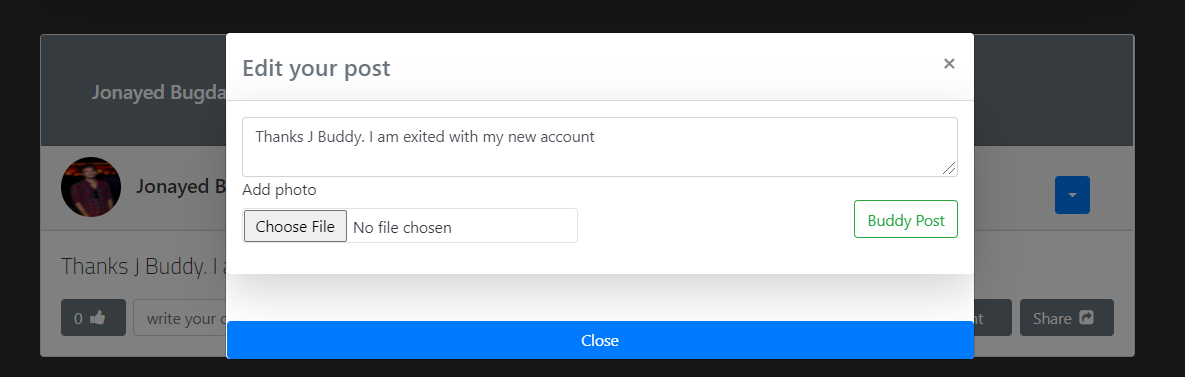 Edit your post
×
Jonayed Bugda
Thanks J Buddy. I am exited with my new account
Add photo
Jonayed B
Choose File No file chosen
Buddy Post
Thanks J Buddy. I
0
write your
Share
Close